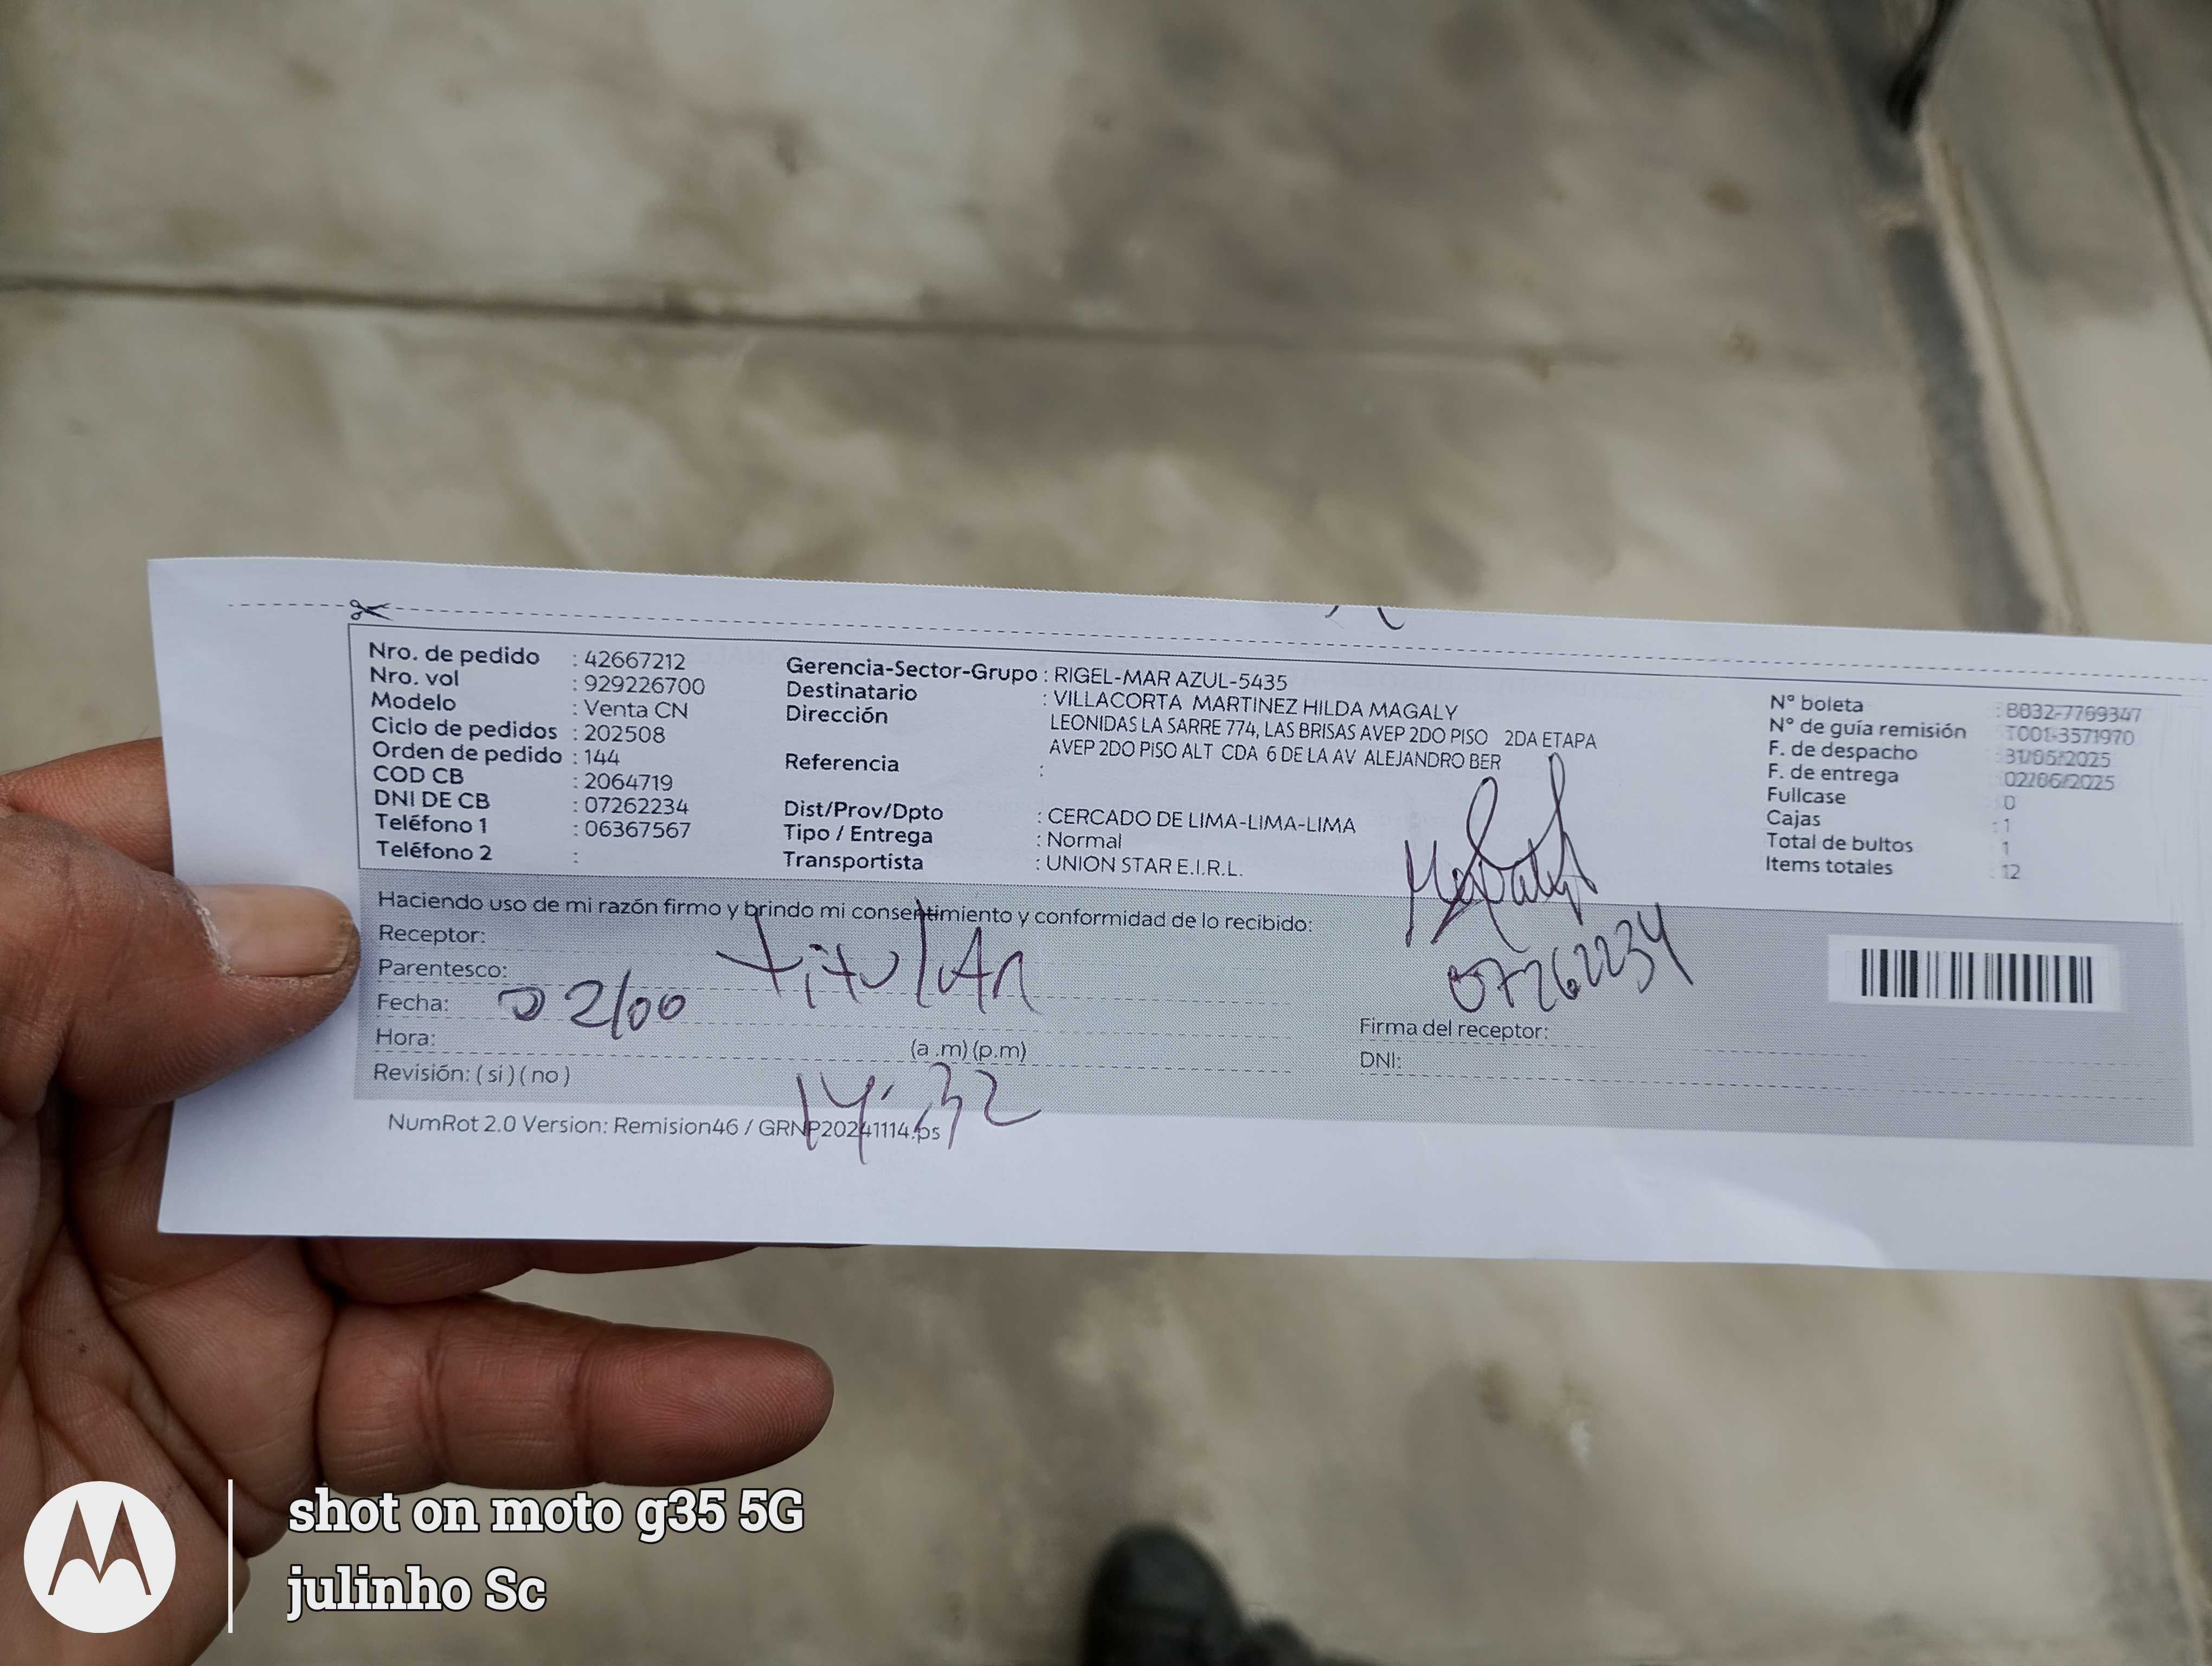 Nro. de pedido : 42667212
Nro. vol : 929226700
Modelo : Venta CN
Ciclo de pedidos : 202508
Orden de pedido : 144
COD CB : 2064719
DNI DE CB : 07262234
Teléfono 1 : 06367567
Teléfono 2 :
Gerencia-Sector-Grupo : RIGEL-MAR AZUL-5435
Destinatario : VILLACORTA MARTINEZ HILDA MAGALY
Dirección LEONIDAS LA SARRE 774, LAS BRISAS AVEP 2DO PISO 2DA ETAPA
AVEP 2DO PISO ALT CDA 6 DE LA AV ALEJANDRO BER
Referencia :
Dist/Prov/Dpto : CERCADO DE LIMA-LIMA-LIMA
Tipo / Entrega : Normal
Transportista : UNION STAR E.I.R.L.
N° boleta : B032-7769347
N° de guía remisión : T001-3571970
F. de despacho : 31/05/2025
F. de entrega : 02/06/2025
Fullcase : 0
Cajas : 1
Total de bultos 1
Items totales : 12
Haciendo uso de mi razón firmo y brindo mi consentimiento y conformidad de lo recibido:
Receptor:
Parentesco: titulAr
Fecha:
Hora: (a .m) (p.m)
14:32
Revisión: ( si ) ( no )
07262234
Firma del receptor:
DNI:
NumRot 2.0 Version: Remision46 / GRNP20241114.ps
shot on moto g35 5G
julinho Sc